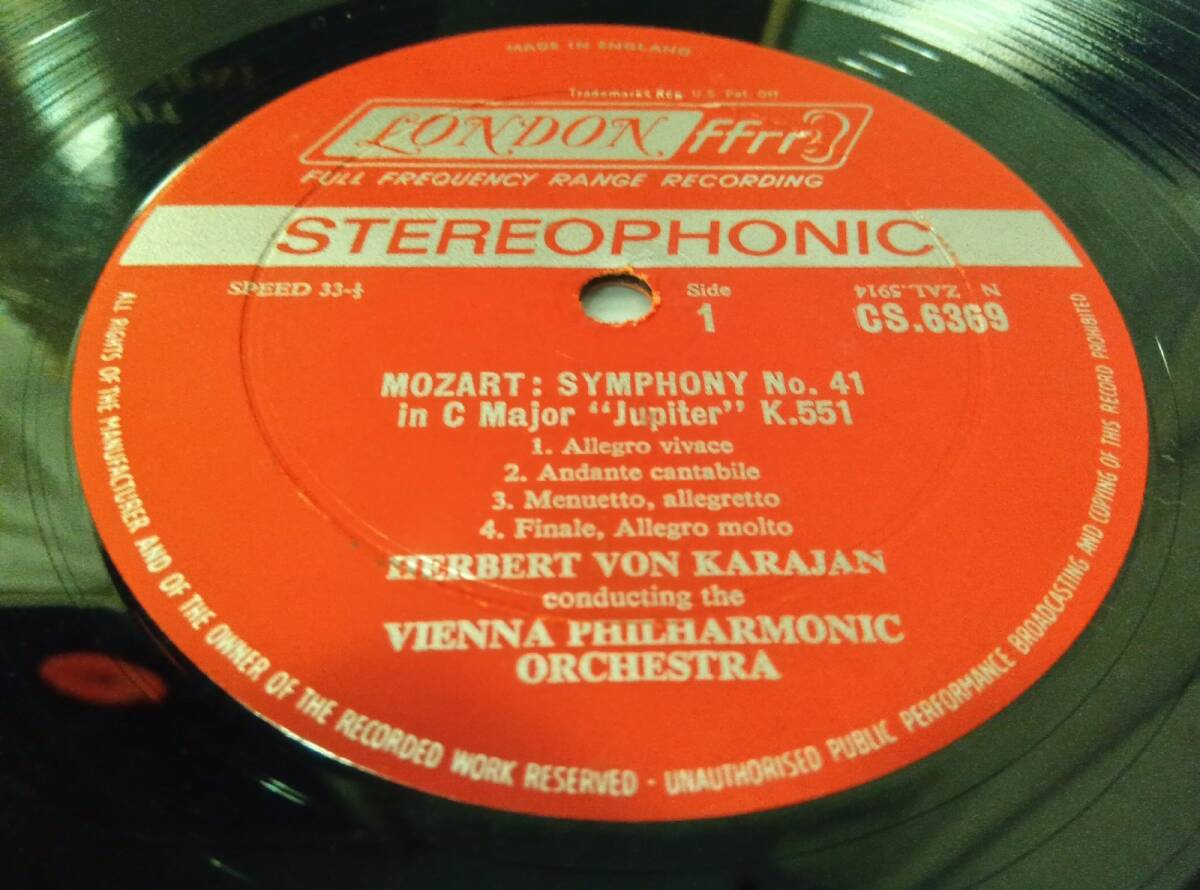 MADE IN ENGLAND
Trademarks Reg. U.S. Pat. Off.
LONDON ffrr
FULL FREQUENCY RANGE RECORDING
STEREOPHONIC
SPEED 33-⅓
Side
1
N ZAL.5914
CS.6369
MOZART: SYMPHONY No. 41
in C Major "Jupiter" K.551
1. Allegro vivace
2. Andante cantabile
3. Menuetto, allegretto
4. Finale, Allegro molto
HERBERT VON KARAJAN
conducting the
VIENNA PHILHARMONIC
ORCHESTRA
ALL RIGHTS OF THE MANUFACTURER AND OF THE OWNER OF THE RECORDED WORK RESERVED · UNAUTHORISED PUBLIC PERFORMANCE BROADCASTING AND COPYING OF THIS RECORD PROHIBITED